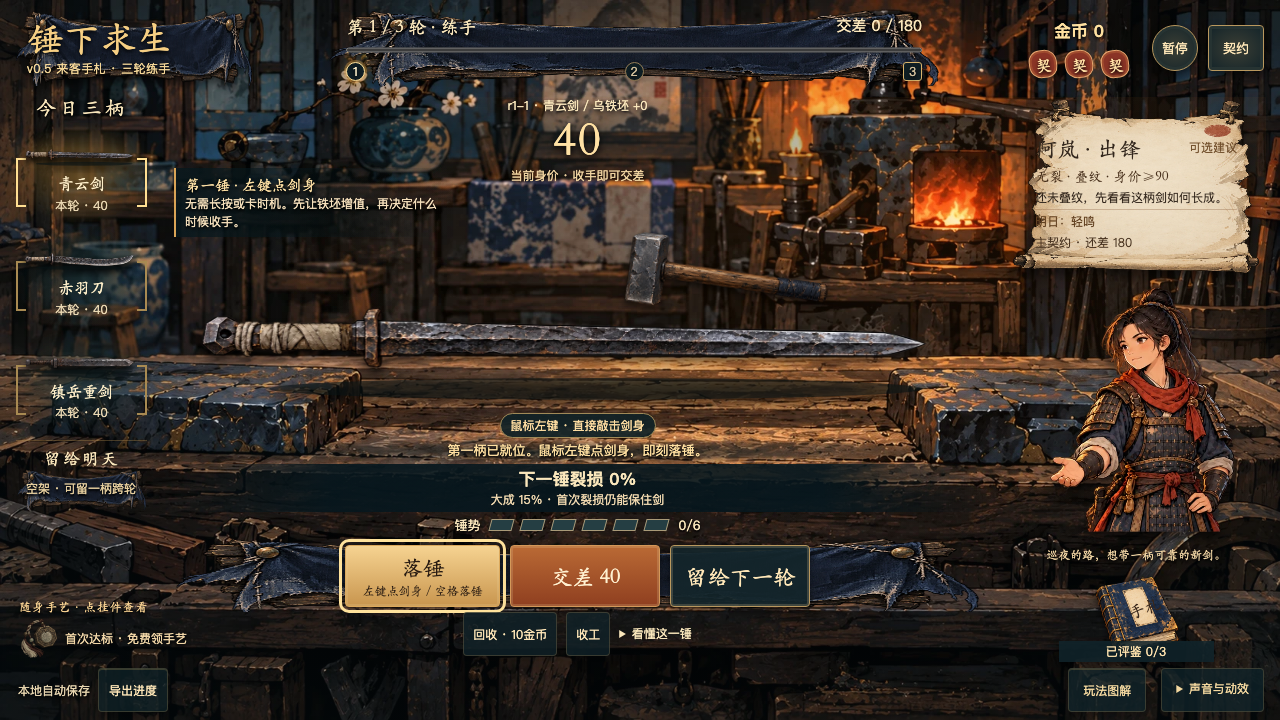 锤下求生
v0.5 来客手札 · 三轮练手
第 1 / 3 轮 · 练手
交差 0 / 180
1
2
3
金币 0
契
契
契
暂停
契约
今日三柄
青云剑
本轮 · 40
赤羽刀
本轮 · 40
镇岳重剑
本轮 · 40
留给明天
空架 · 可留一柄跨轮
第一锤 · 左键点剑身
无需长按或卡时机。先让铁坯增值，再决定什么
时候收手。
r1–1 · 青云剑 / 乌铁坯 +0
40
当前身价 · 收手即可交差
阿岚 · 出锋
可选建议
无裂 · 叠纹 · 身价≥90
还未叠纹，先看看这柄剑如何长成。
明日：轻鸣
主契约 · 还差 180
鼠标左键 · 直接敲击剑身
第一柄已就位。鼠标左键点剑身，即刻落锤。
下一锤裂损 0%
大成 15% · 首次裂损仍能保住剑
锤势
0/6
落锤
左键点剑身 / 空格落锤
交差 40
留给下一轮
回收 · 10金币
收工
看懂这一锤
巡夜的路，想带一柄可靠的新剑。
已评鉴 0/3
随身手艺 · 点挂件查看
首次达标 · 免费领手艺
本地自动保存
导出进度
玩法图解
声音与动效